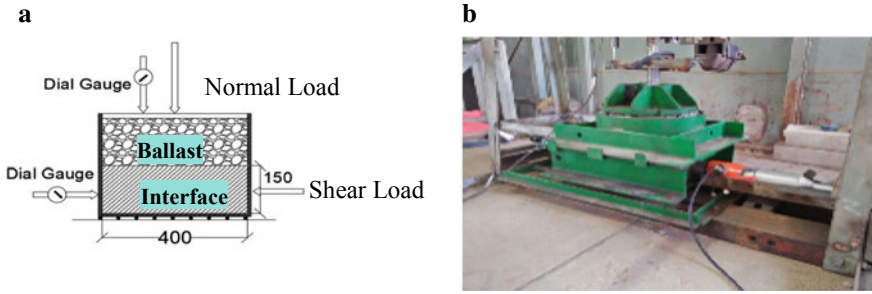 a
Dial Gauge
Normal Load
Ballast
Dial Gauge
150
Interface
Shear Load
400
b